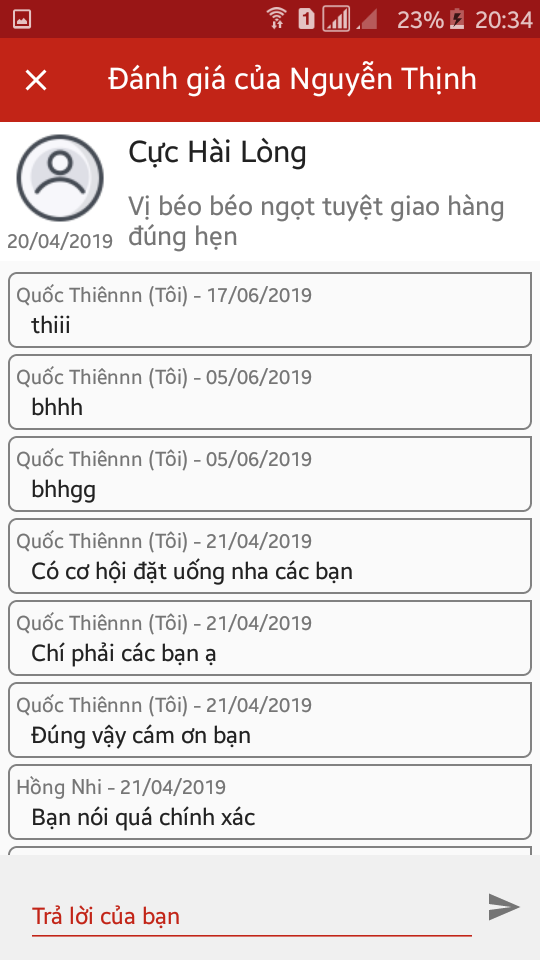 1 23% 20:34
Đánh giá của Nguyễn Thịnh
Cực Hài Lòng
Vị béo béo ngọt tuyệt giao hàng
đúng hẹn
20/04/2019
Quốc Thiênnn (Tôi) - 17/06/2019
thiii
Quốc Thiênnn (Tôi) - 05/06/2019
bhhh
Quốc Thiênnn (Tôi) - 05/06/2019
bhhgg
Quốc Thiênnn (Tôi) - 21/04/2019
Có cơ hội đặt uống nha các bạn
Quốc Thiênnn (Tôi) - 21/04/2019
Chí phải các bạn ạ
Quốc Thiênnn (Tôi) - 21/04/2019
Đúng vậy cám ơn bạn
Hồng Nhi - 21/04/2019
Bạn nói quá chính xác
Trả lời của bạn